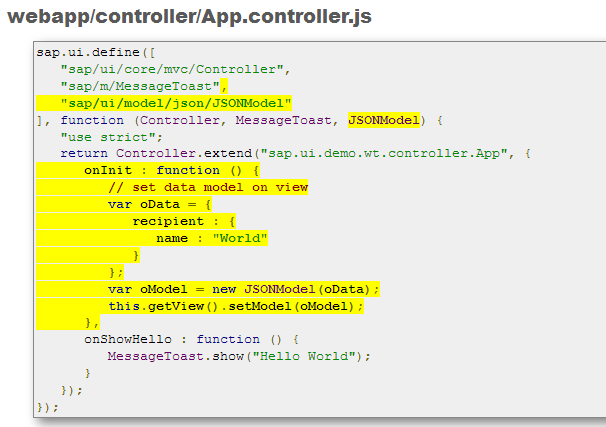 webapp/controller/App.controller.js
sap.ui.define([
   "sap/ui/core/mvc/Controller",
   "sap/m/MessageToast",
   "sap/ui/model/json/JSONModel"
], function (Controller, MessageToast, JSONModel) {
   "use strict";
   return Controller.extend("sap.ui.demo.wt.controller.App", {
      onInit : function () {
         // set data model on view
         var oData = {
            recipient : {
               name : "World"
            }
         };
         var oModel = new JSONModel(oData);
         this.getView().setModel(oModel);
      },
      onShowHello : function () {
         MessageToast.show("Hello World");
      }
   });
});